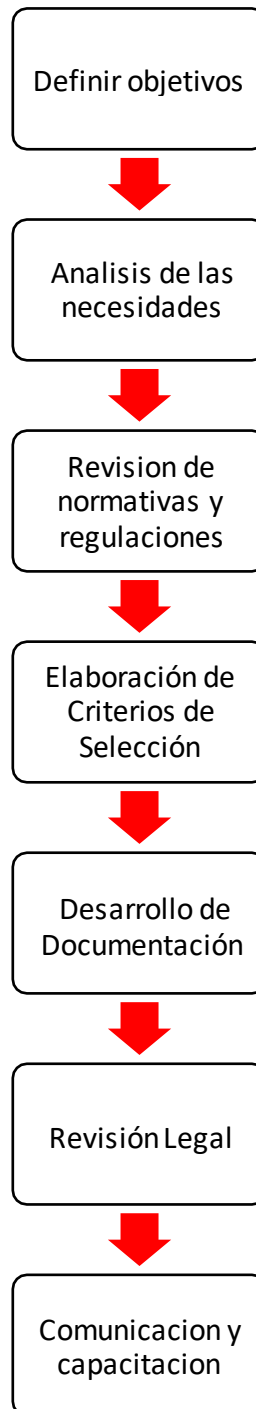 Definir objetivos
Analisis de las
necesidades
Revision de
normativas y
regulaciones
Elaboración de
Criterios de
Selección
Desarrollo de
Documentación
Revisión Legal
Comunicacion y
capacitacion